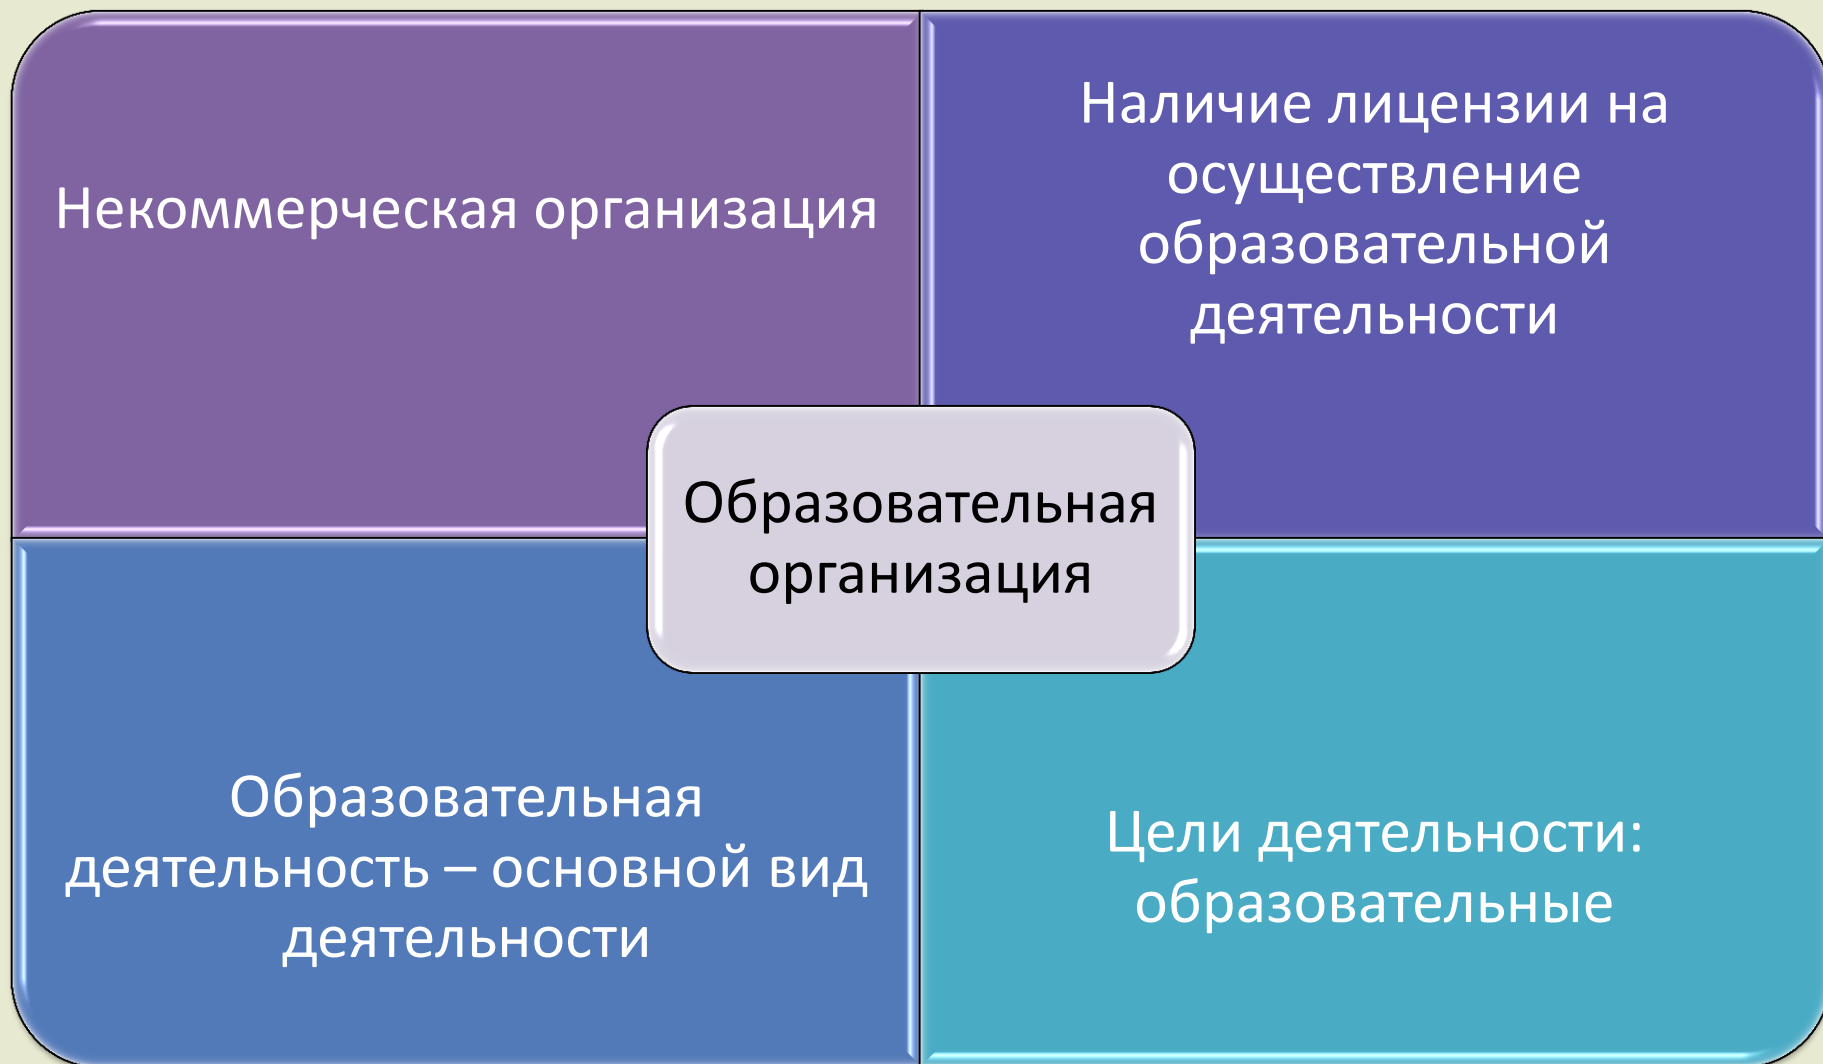 Некоммерческая организация
Наличие лицензии на
осуществление
образовательной
деятельности
Образовательная
организация
Образовательная
деятельность – основной вид
деятельности
Цели деятельности:
образовательные